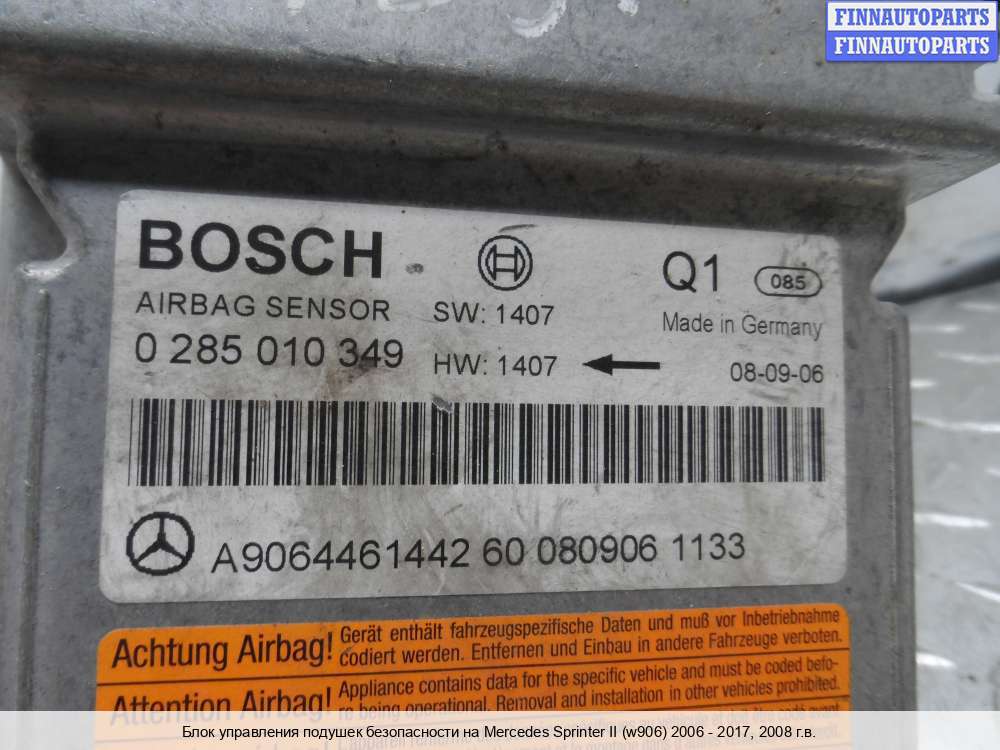 FINNAUTOPARTS
FINNAUTOPARTS
BOSCH
Q1 085
AIRBAG SENSOR SW: 1407
Made in Germany
0 285 010 349 HW: 1407
08-09-06
A9064461442 60 080906 1133
Achtung Airbag! Gerät enthält fahrzeugspezifische Daten und muß vor Inbetriebnahme
codiert werden. Entfernen und Einbau in andere Fahrzeuge verboten.
Attention Airbag! Appliance contains data for the specific vehicle and must be coded befo-
re being operational. Removal and installation in other vehicles prohibited.
Блок управления подушек безопасности на Mercedes Sprinter II (w906) 2006 - 2017, 2008 г.в.